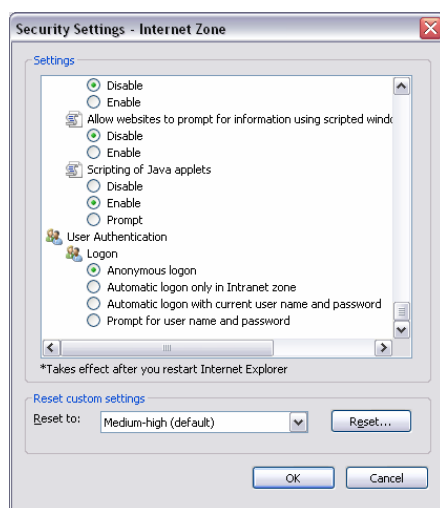 Security Settings - Internet Zone
Settings
Disable
Enable
Allow websites to prompt for information using scripted windo
Disable
Enable
Scripting of Java applets
Disable
Enable
Prompt
User Authentication
Logon
Anonymous logon
Automatic logon only in Intranet zone
Automatic logon with current user name and password
Prompt for user name and password
*Takes effect after you restart Internet Explorer
Reset custom settings
Reset to: Medium-high (default) Reset...
OK Cancel